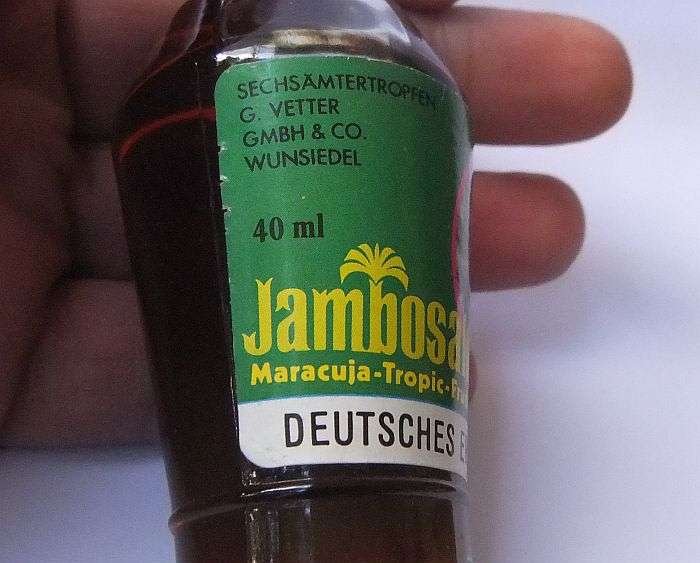 SECHSÄMTERTROPFEN
G. VETTER
GMBH & CO.
WUNSIEDEL
40 ml
Jambosa
Maracuja-Tropic-
DEUTSCHES